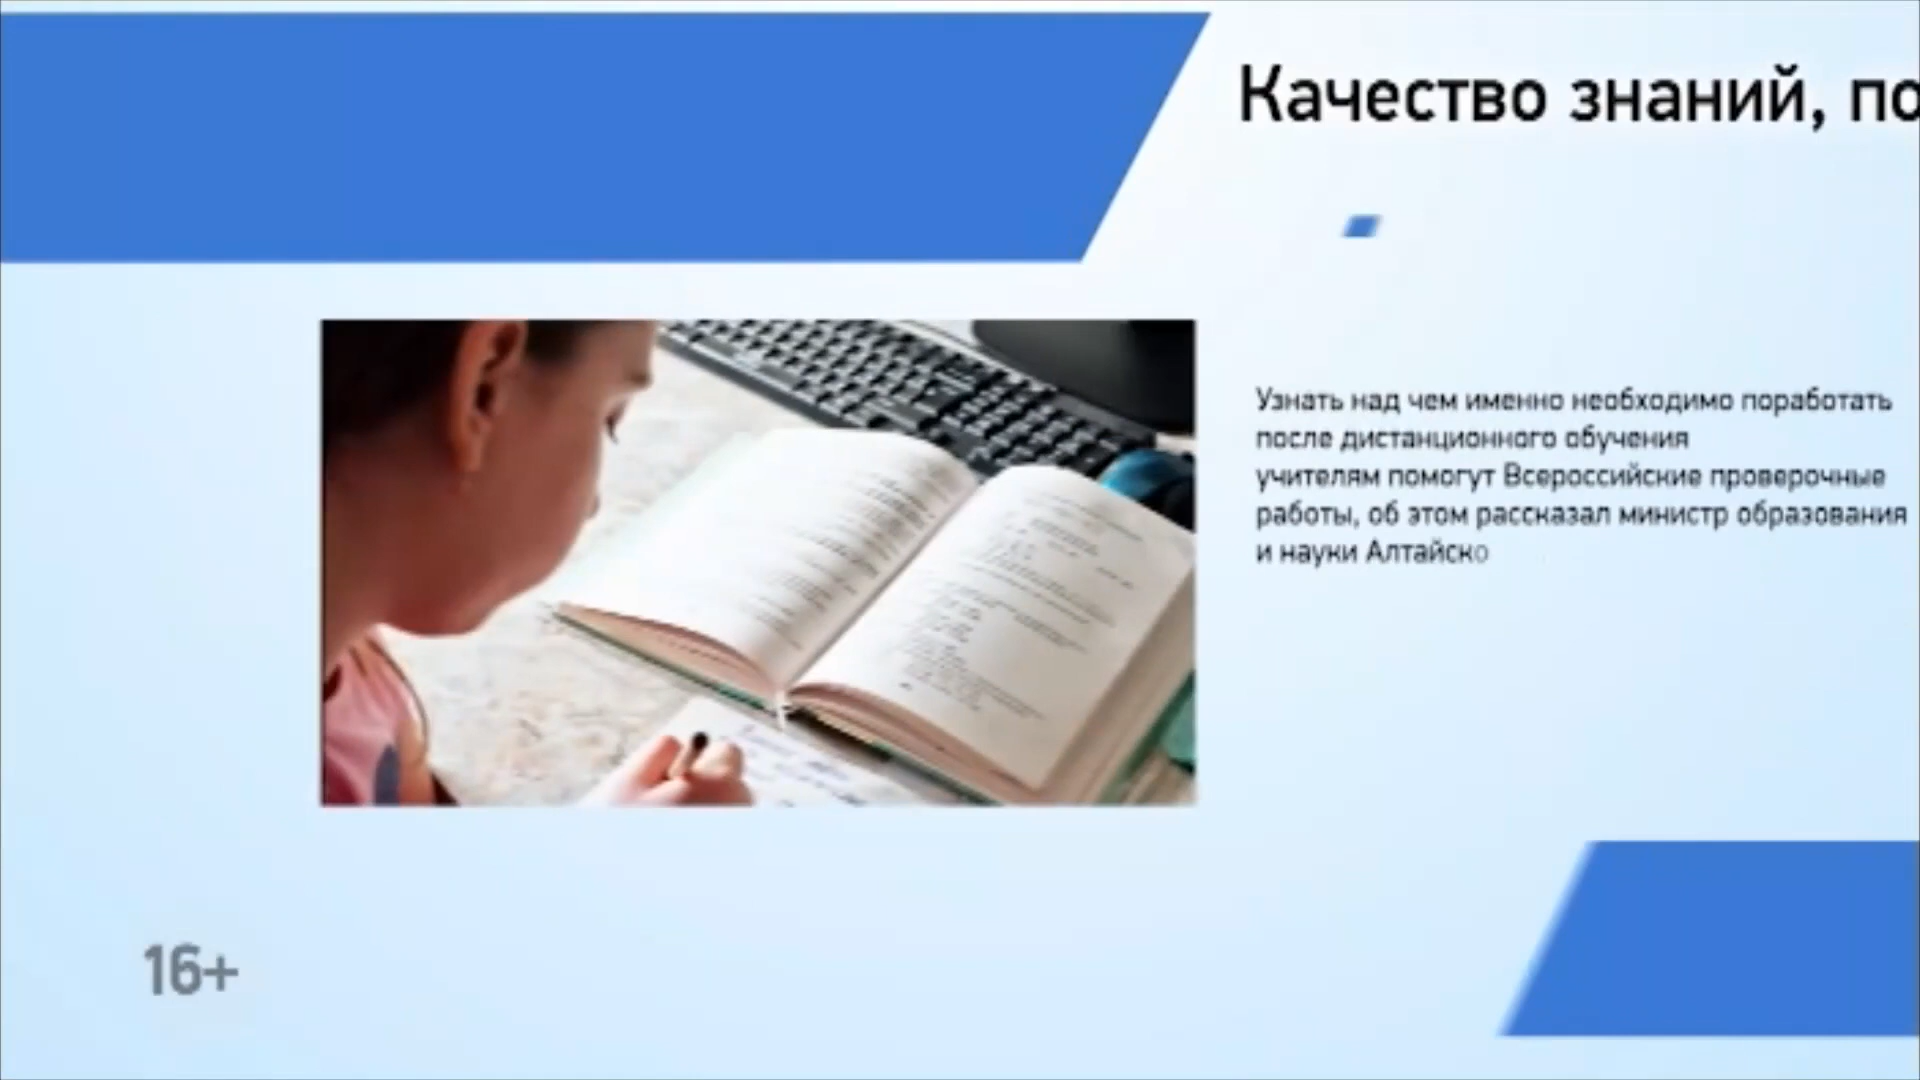 Качество знаний, по
Узнать над чем именно необходимо поработать
после дистанционного обучения
учителям помогут Всероссийские проверочные
работы, об этом рассказал министр образования
и науки Алтайско
16+